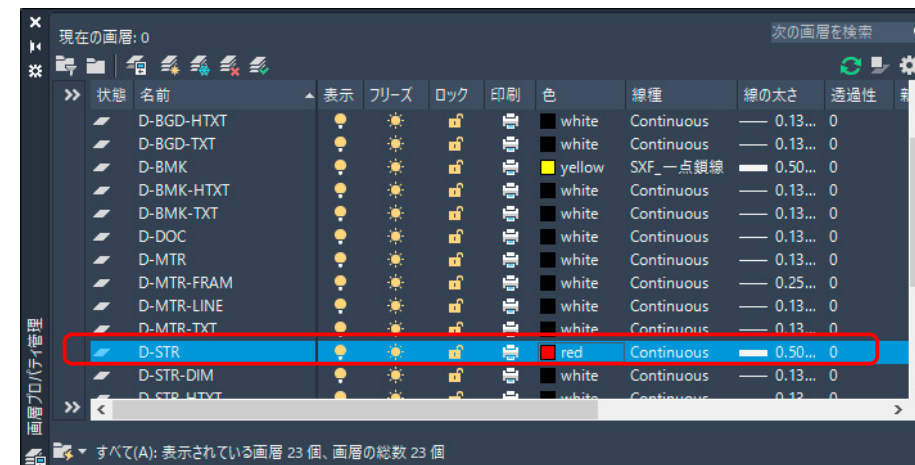 次の画層を検索
現在の画層: 0
状態 名前 表示 フリーズ ロック 印刷 色 線種 線の太さ 透過性 新
D-BGD-HTXT white Continuous 0.13... 0
D-BGD-TXT white Continuous 0.13... 0
D-BMK yellow SXF_一点鎖線 0.50... 0
D-BMK-HTXT white Continuous 0.13... 0
D-BMK-TXT white Continuous 0.13... 0
D-DOC white Continuous 0.13... 0
D-MTR white Continuous 0.13... 0
D-MTR-FRAM white Continuous 0.25... 0
D-MTR-LINE white Continuous 0.13... 0
D-MTR-TXT white Continuous 0.13... 0
D-STR red Continuous 0.50... 0
D-STR-DIM white Continuous 0.13... 0
D-STR-HTXT white Continuous 0.13... 0
すべて(A): 表示されている画層 23 個、画層の総数 23 個
画層プロパティ管理